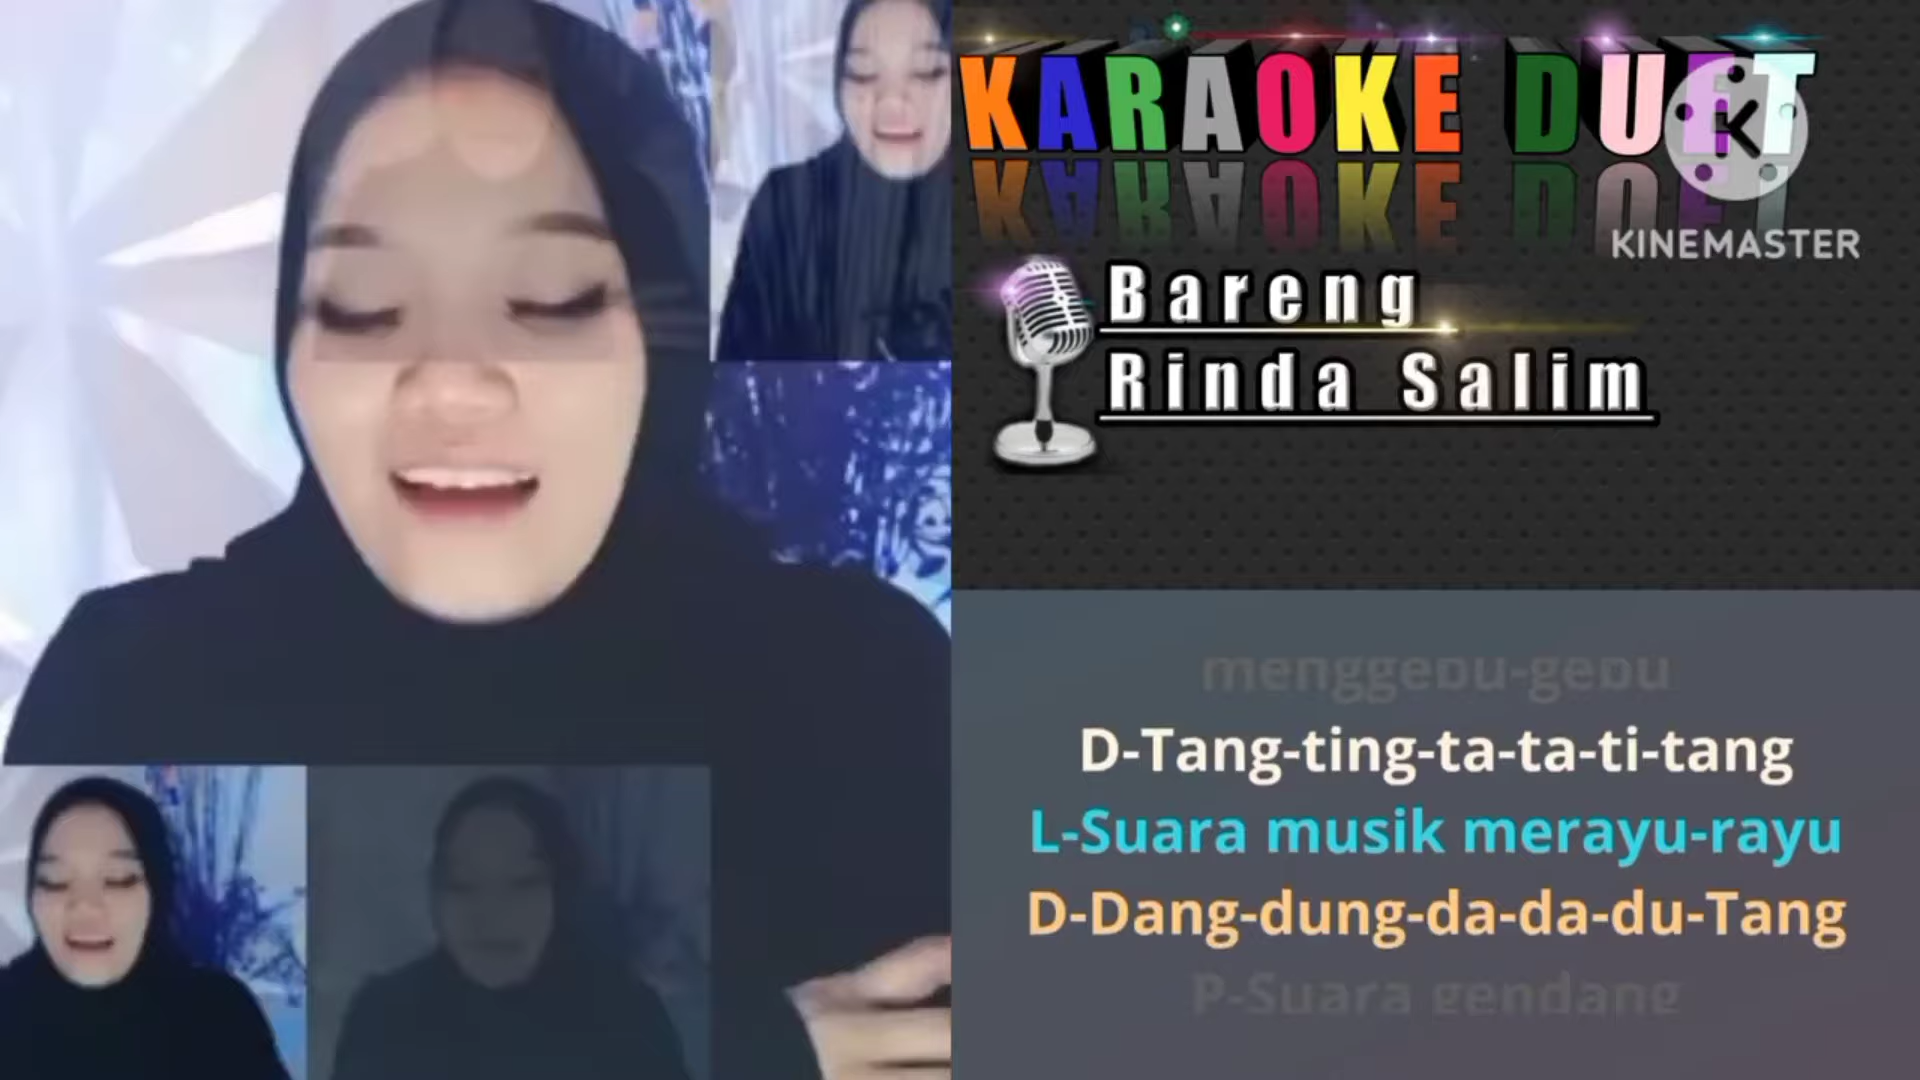 KARAOKE DUET
KINEMASTER
Bareng
Rinda Salim
menggebu-gebu
D-Tang-ting-ta-ta-ti-tang
L-Suara musik merayu-rayu
D-Dang-dung-da-da-du-Tang
P-Suara gendang